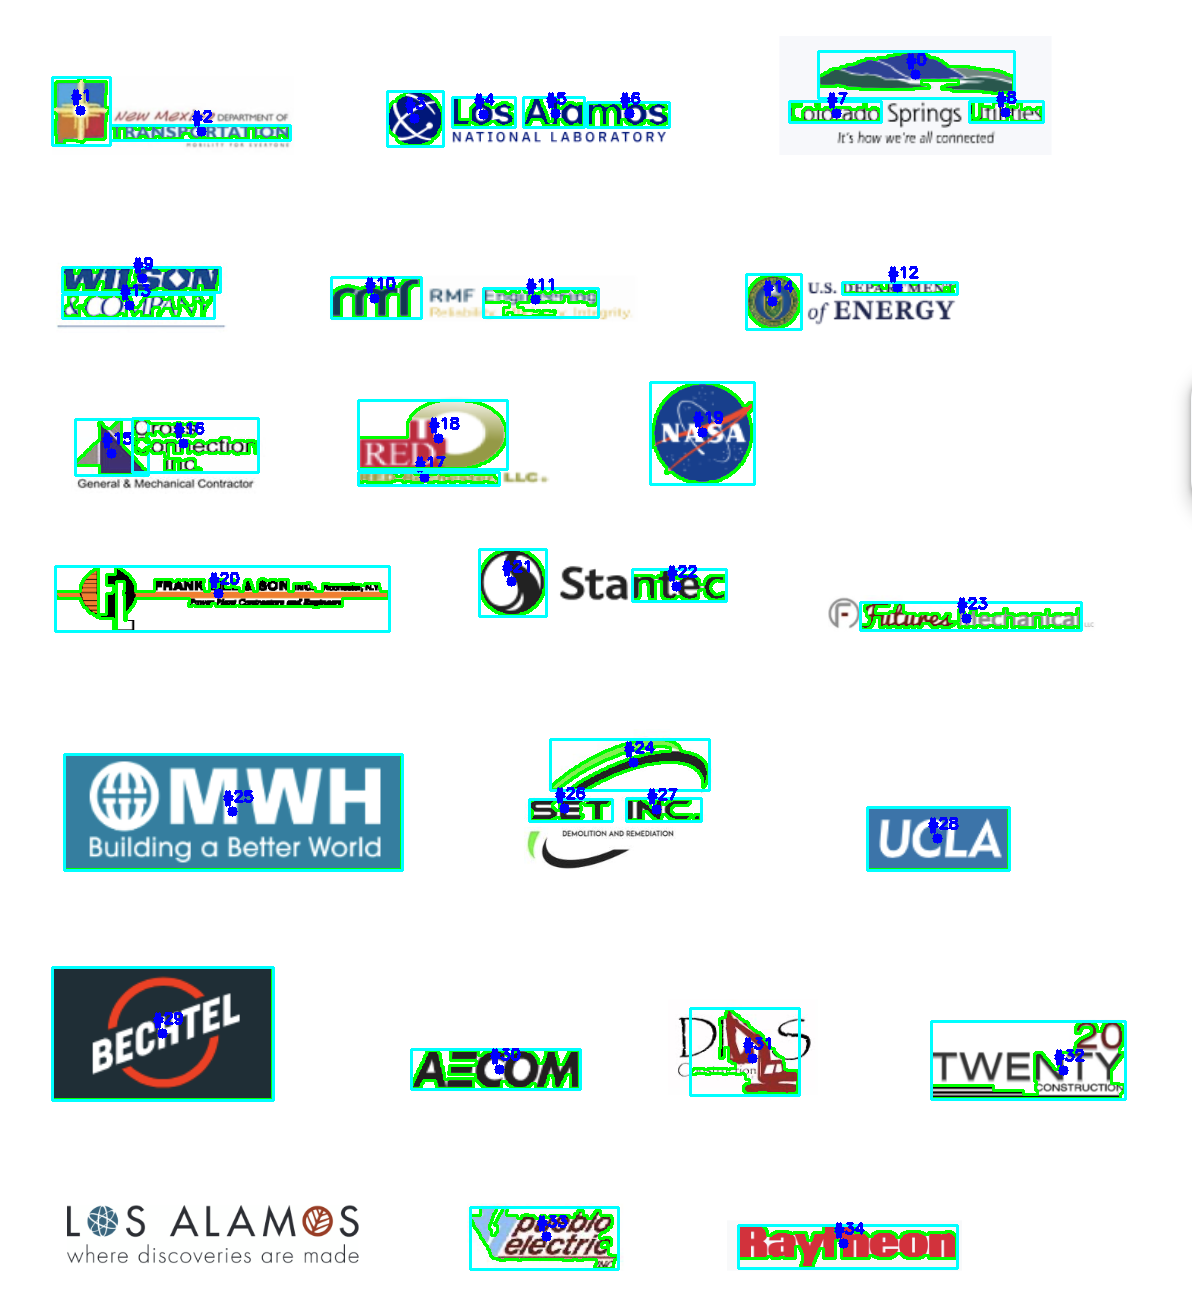 #1
#2
New Mexico DEPARTMENT OF
TRANSPORTATION
MOBILITY FOR EVERYONE
#4 #5 #6
Los Alamos
NATIONAL LABORATORY
#0
#7 #8
Colorado Springs Utilities
It's how we're all connected
#9
WILSON
&COMPANY
#10 #11
RMF Engineering
Reliability. Integrity.
#12
#14
U.S. DEPARTMENT
of ENERGY
#15 #16
Cross
Connection
Inc.
General & Mechanical Contractor
#18
RED
#17
LLC.
#19
NASA
#20
FRANK & SON INC. Rochester, N.Y.
Power Plant Contractors and Engineers
#21 #22
Stantec
#23
F Futures Mechanical LLC
#25
MWH
Building a Better World
#24
#26 #27
SET INC.
DEMOLITION AND REMEDIATION
#28
UCLA
#29
BECHTEL
#30
AECOM
#31
Construction
#32
20
TWENTY
CONSTRUCTION
LOS ALAMOS
where discoveries are made
#33
pueblo
electric
INC
#34
Raytheon